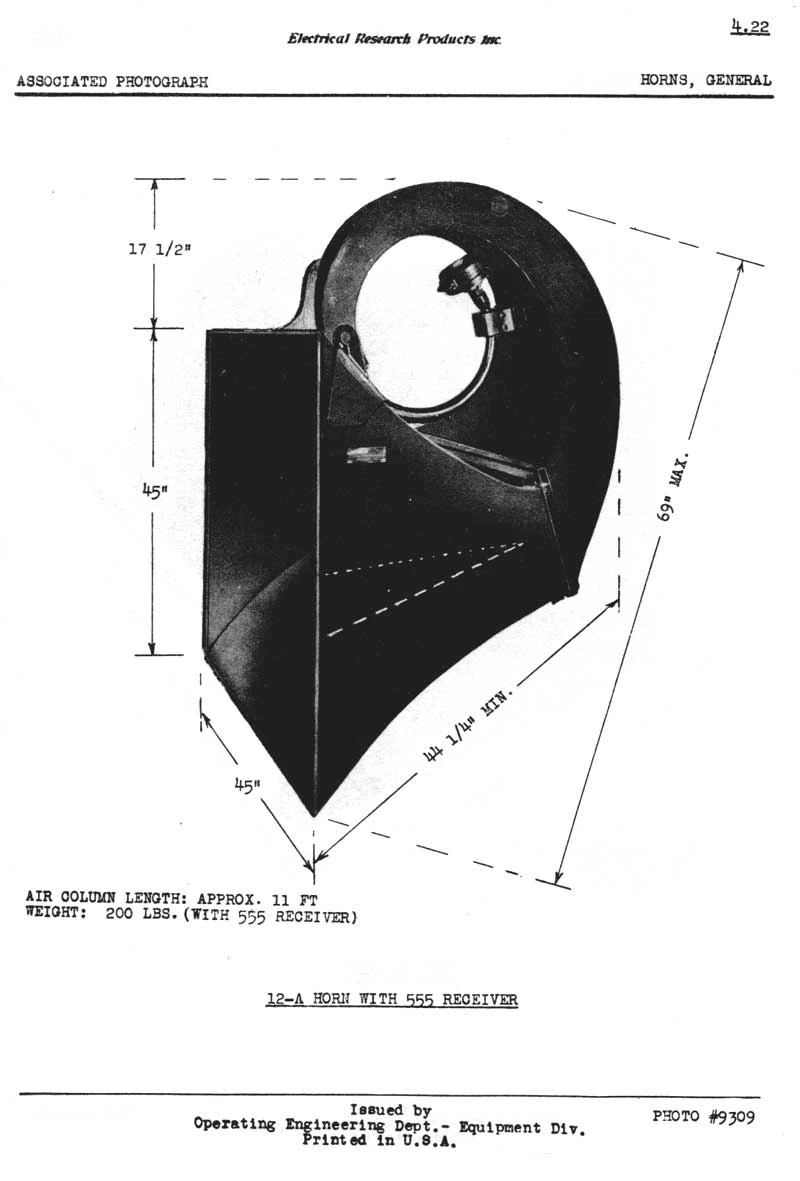 4.22
Electrical Research Products Inc.
ASSOCIATED PHOTOGRAPH
HORNS, GENERAL
17 1/2"
45"
69" MAX.
44 1/4" MIN.
45"
AIR COLUMN LENGTH: APPROX. 11 FT
WEIGHT: 200 LBS.(WITH 555 RECEIVER)
12-A HORN WITH 555 RECEIVER
Issued by
Operating Engineering Dept.- Equipment Div.
Printed in U.S.A.
PHOTO #9309